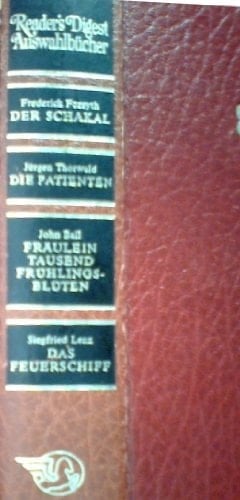 Reader's Digest
Auswahlbücher
Frederick Forsyth
DER SCHAKAL
Jürgen Thorwald
DIE PATIENTEN
John Ball
FRÄULEIN
TAUSEND
FRÜHLINGS-
BLÜTEN
Siegfried Lenz
DAS
FEUERSCHIFF